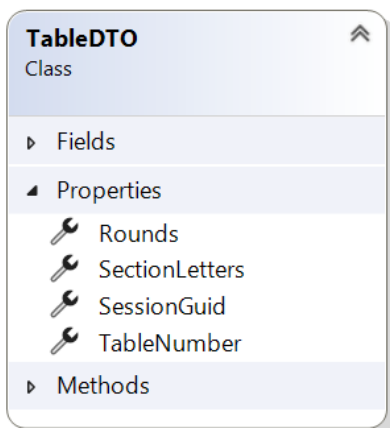 TableDTO
Class
Fields
Properties
Rounds
SectionLetters
SessionGuid
TableNumber
Methods